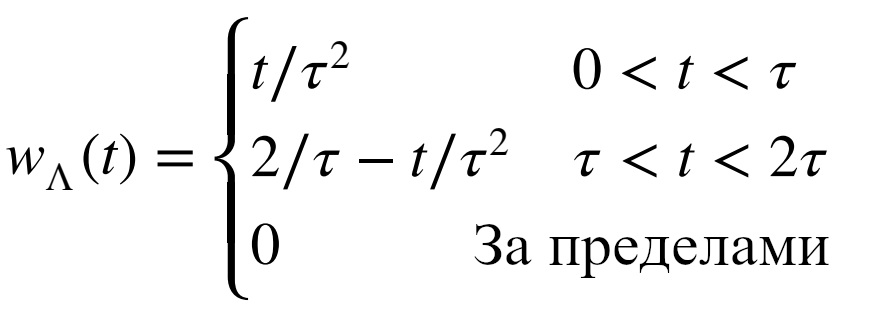 t/τ² 0 < t < τ
w_Λ(t) = { 2/τ − t/τ² τ < t < 2τ
0 За пределами